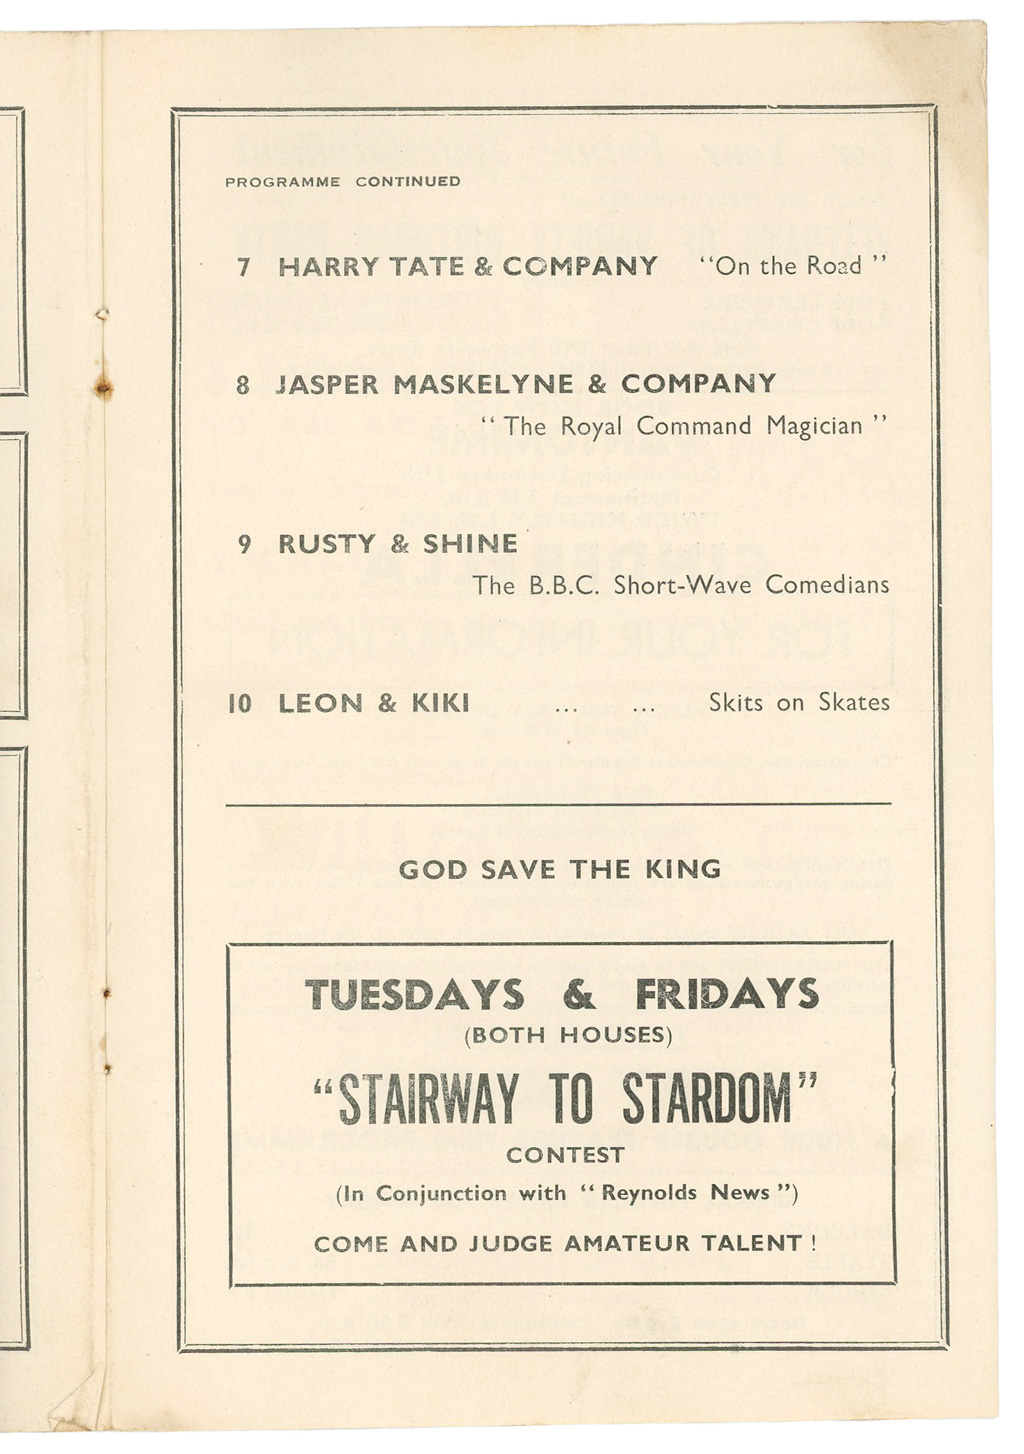 PROGRAMME CONTINUED
7 HARRY TATE & COMPANY "On the Road"
8 JASPER MASKELYNE & COMPANY
"The Royal Command Magician"
9 RUSTY & SHINE
The B.B.C. Short-Wave Comedians
10 LEON & KIKI ... ... Skits on Skates
GOD SAVE THE KING
TUESDAYS & FRIDAYS
(BOTH HOUSES)
"STAIRWAY TO STARDOM"
CONTEST
(In Conjunction with "Reynolds News")
COME AND JUDGE AMATEUR TALENT!